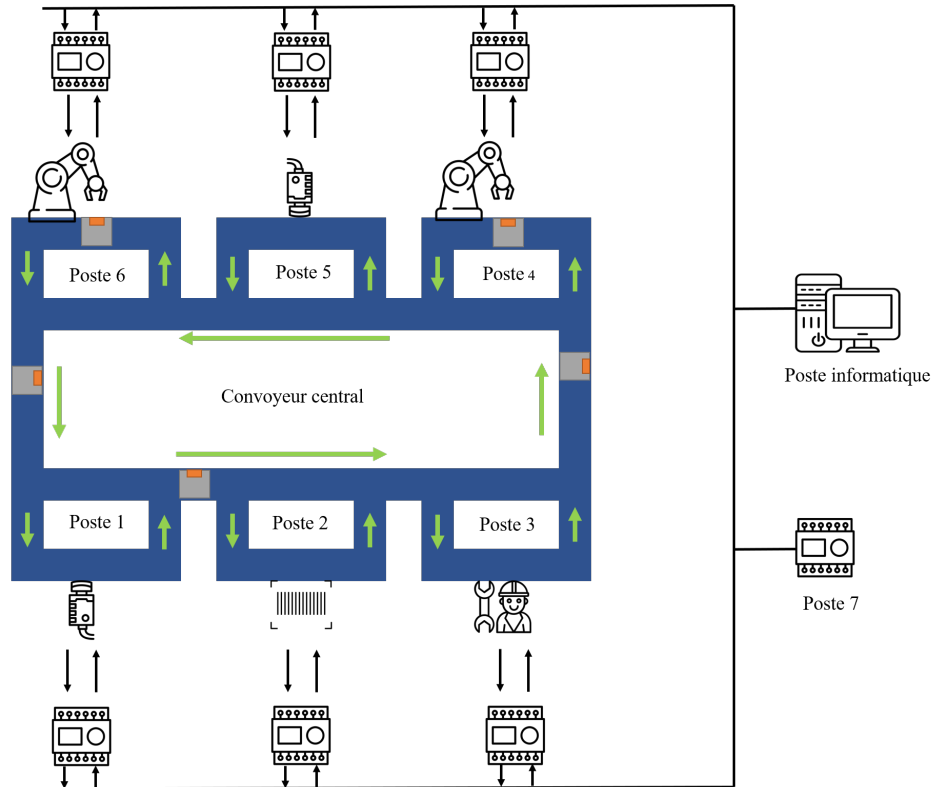 Poste 6
Poste 5
Poste 4
Poste informatique
Convoyeur central
Poste 1
Poste 2
Poste 3
Poste 7